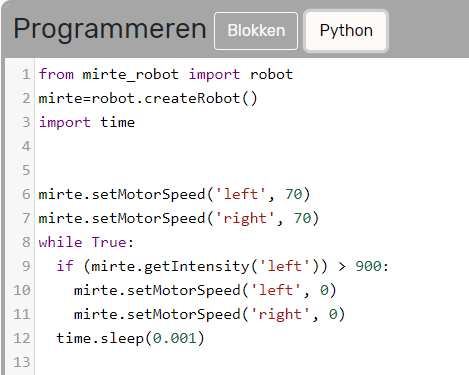 Programmeren Blokken Python
1 from mirte_robot import robot
2 mirte=robot.createRobot()
3 import time
4
5
6 mirte.setMotorSpeed('left', 70)
7 mirte.setMotorSpeed('right', 70)
8 while True:
9   if (mirte.getIntensity('left')) > 900:
10     mirte.setMotorSpeed('left', 0)
11     mirte.setMotorSpeed('right', 0)
12   time.sleep(0.001)
13